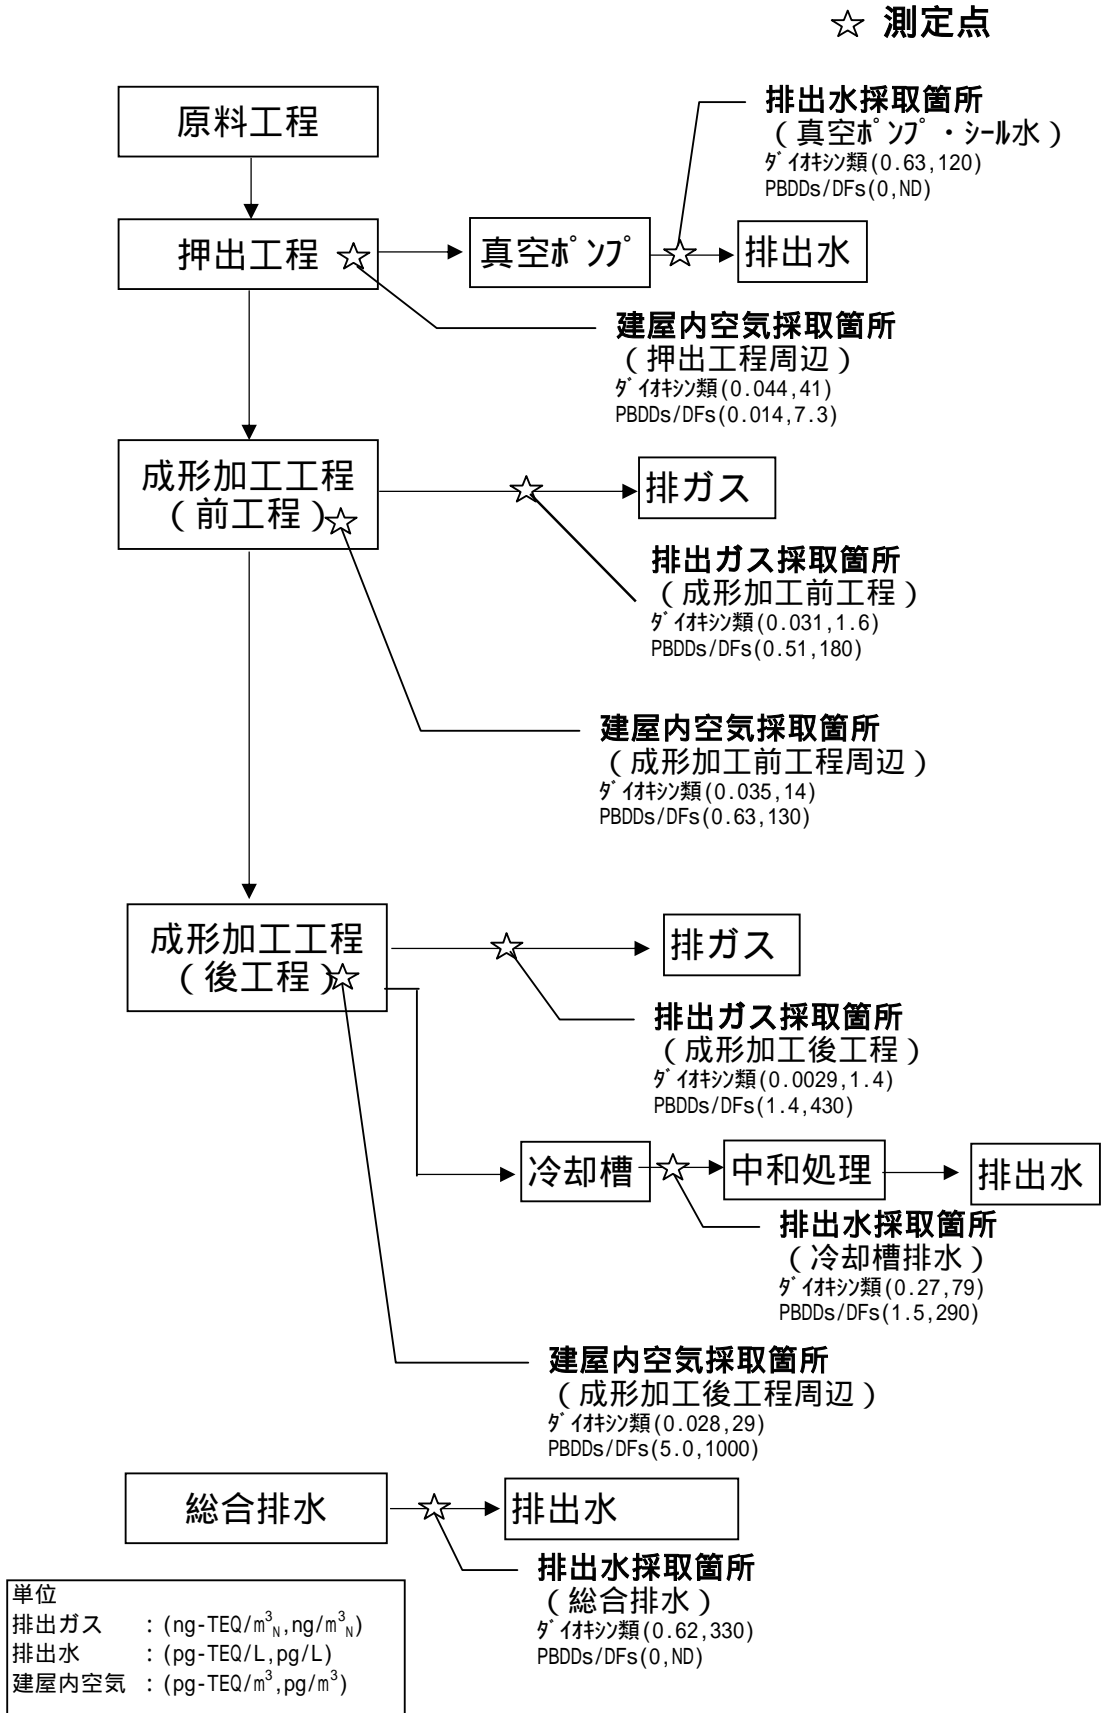 ☆ 測定点
原料工程
排出水採取箇所
（真空ﾎﾟﾝﾌﾟ・ｼｰﾙ水）
ﾀﾞｲｵｷｼﾝ類(0.63,120)
PBDDs/DFs(0,ND)
押出工程
真空ﾎﾟﾝﾌﾟ
排出水
建屋内空気採取箇所
（押出工程周辺）
ﾀﾞｲｵｷｼﾝ類(0.044,41)
PBDDs/DFs(0.014,7.3)
成形加工工程
（前工程）
排ガス
排出ガス採取箇所
（成形加工前工程）
ﾀﾞｲｵｷｼﾝ類(0.031,1.6)
PBDDs/DFs(0.51,180)
建屋内空気採取箇所
（成形加工前工程周辺）
ﾀﾞｲｵｷｼﾝ類(0.035,14)
PBDDs/DFs(0.63,130)
成形加工工程
（後工程）
排ガス
排出ガス採取箇所
（成形加工後工程）
ﾀﾞｲｵｷｼﾝ類(0.0029,1.4)
PBDDs/DFs(1.4,430)
冷却槽
中和処理
排出水
排出水採取箇所
（冷却槽排水）
ﾀﾞｲｵｷｼﾝ類(0.27,79)
PBDDs/DFs(1.5,290)
建屋内空気採取箇所
（成形加工後工程周辺）
ﾀﾞｲｵｷｼﾝ類(0.028,29)
PBDDs/DFs(5.0,1000)
総合排水
排出水
排出水採取箇所
（総合排水）
ﾀﾞｲｵｷｼﾝ類(0.62,330)
PBDDs/DFs(0,ND)
単位
排出ガス ：(ng-TEQ/m³N,ng/m³N)
排出水 ：(pg-TEQ/L,pg/L)
建屋内空気 ：(pg-TEQ/m³,pg/m³)